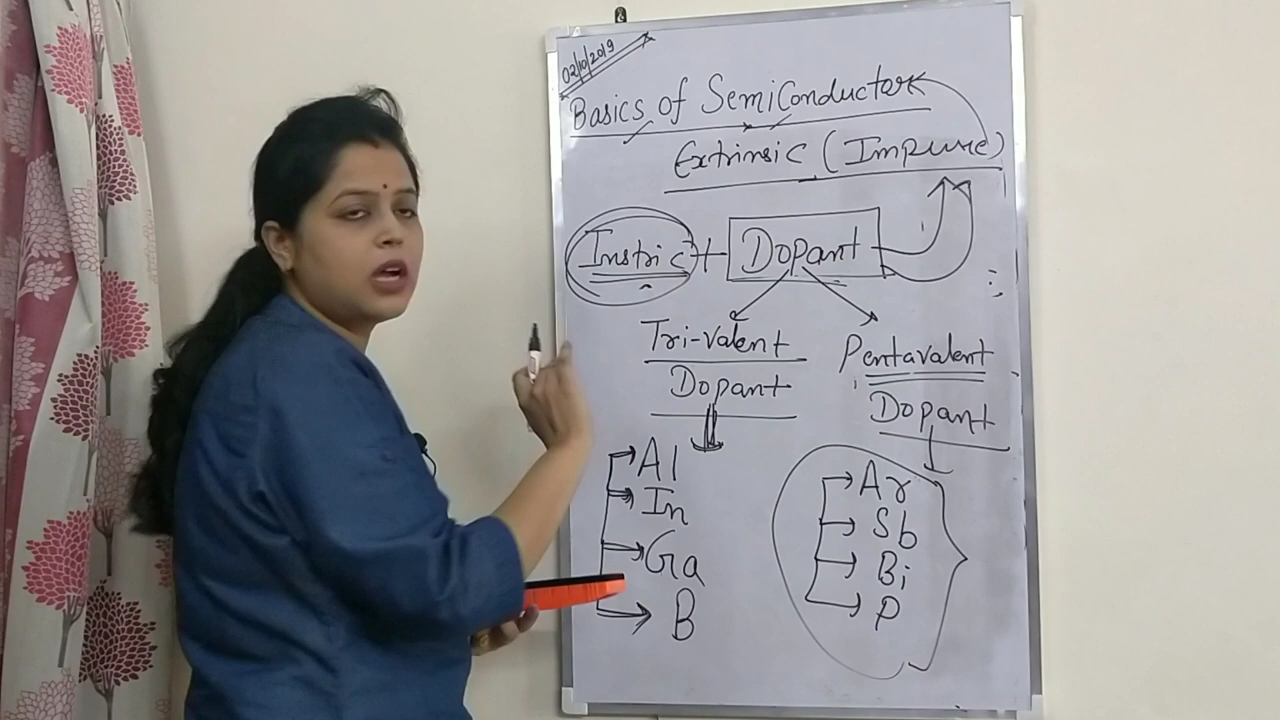 02/10/2019
Basics of SemiConductor
Extrinsic (Impure)
Instric + Dopant
Tri-Valent
Dopant
Al
In
Ga
B
Pentavalent
Dopant
Ar
Sb
Bi
P